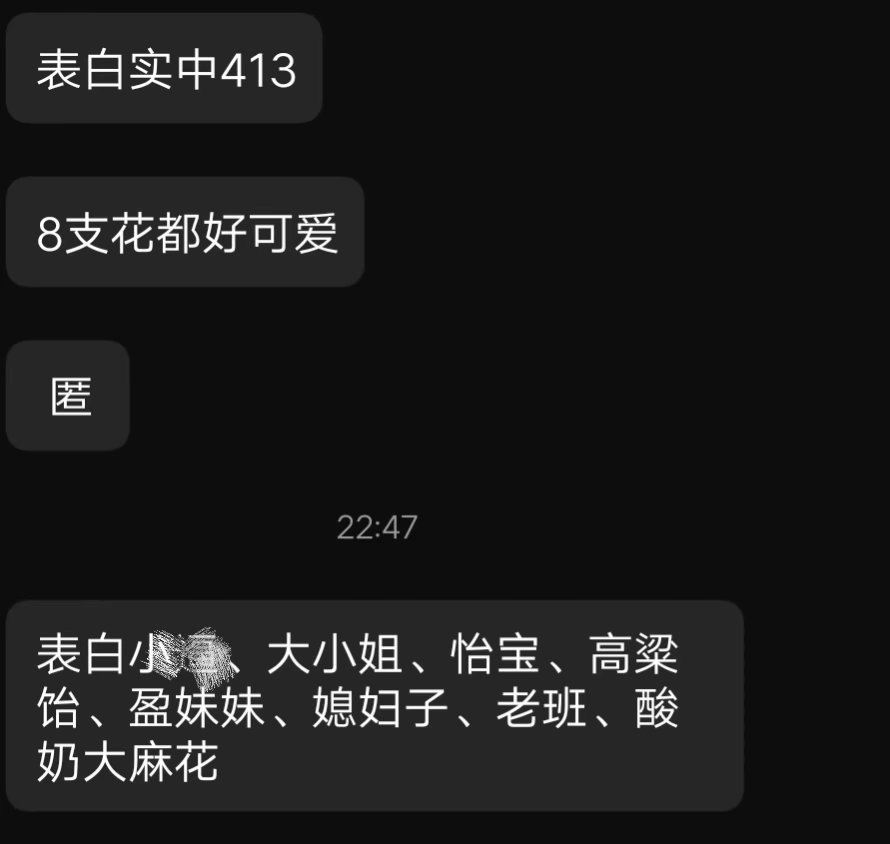 表白实中413
8支花都好可爱
匿
22:47
表白小、大小姐、怡宝、高粱
饴、盈妹妹、媳妇子、老班、酸
奶大麻花